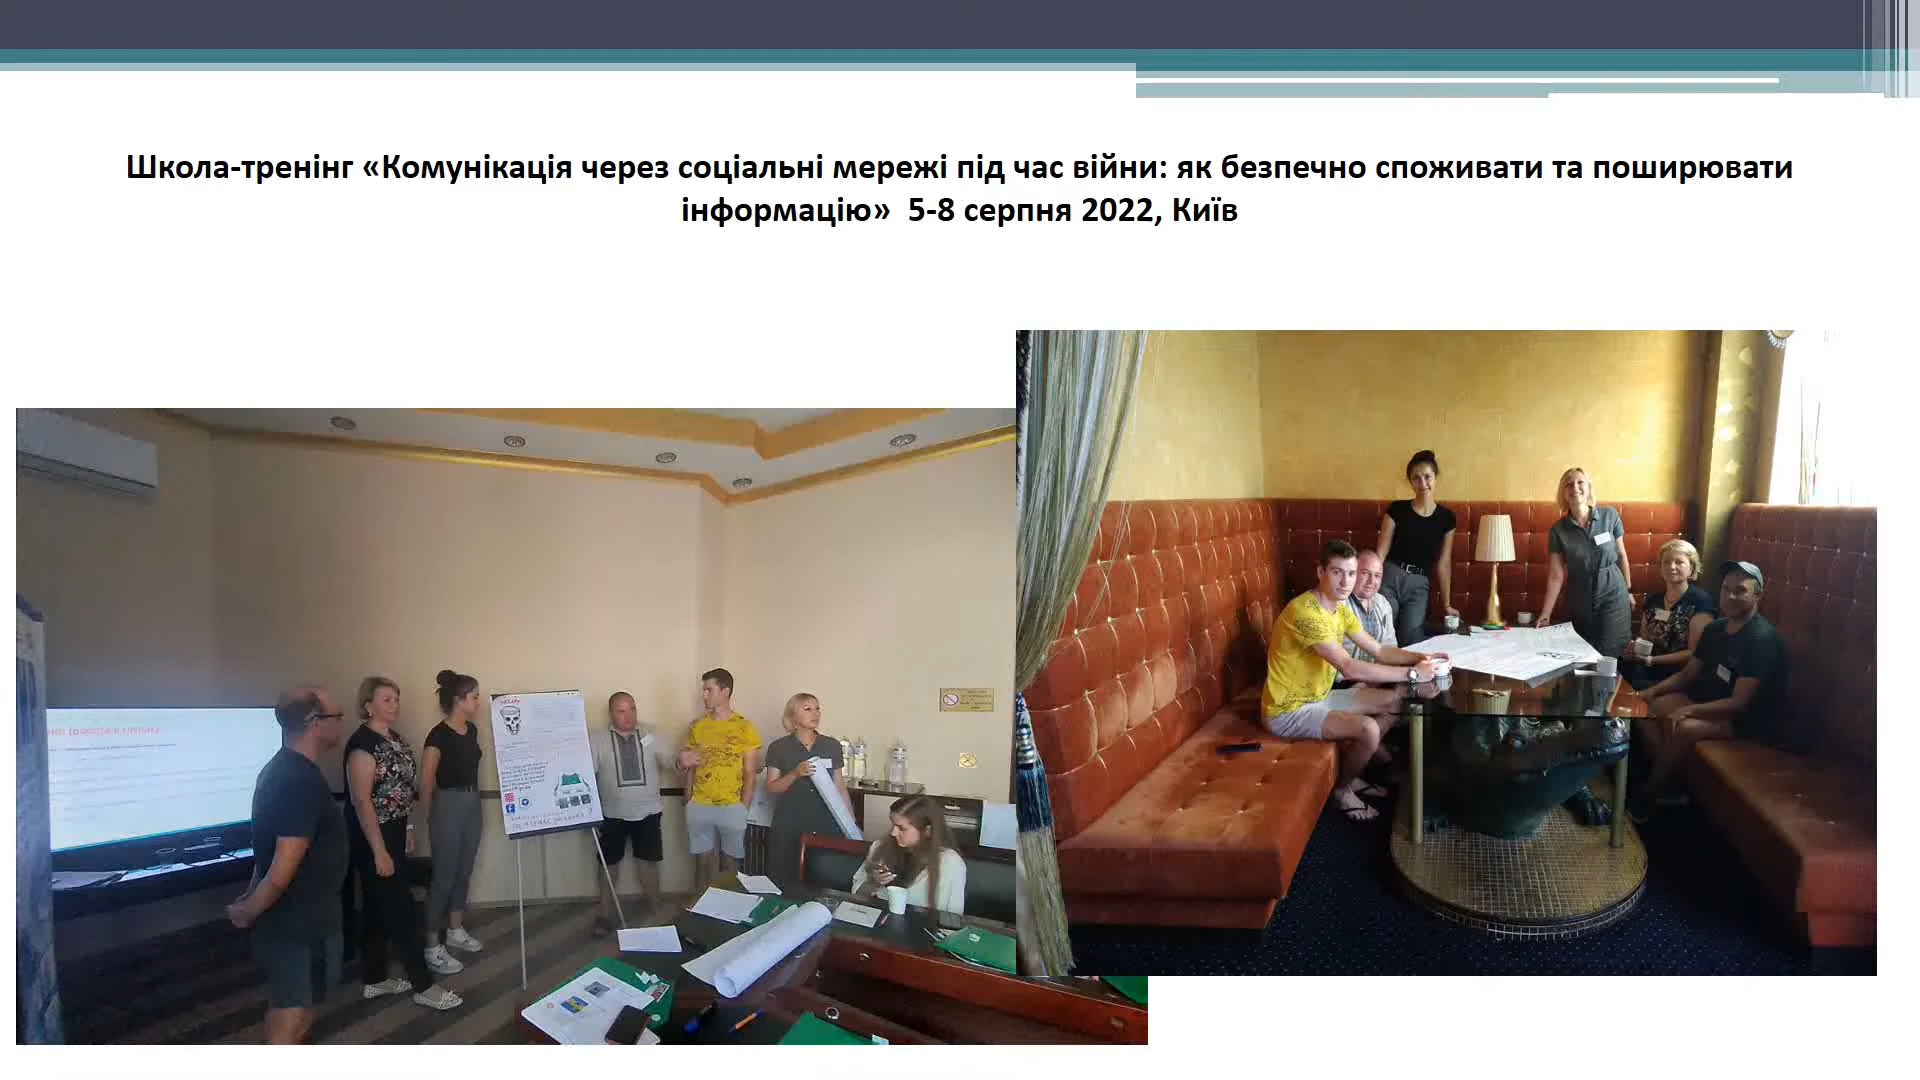 Школа-тренінг «Комунікація через соціальні мережі під час війни: як безпечно споживати та поширювати
інформацію» 5-8 серпня 2022, Київ